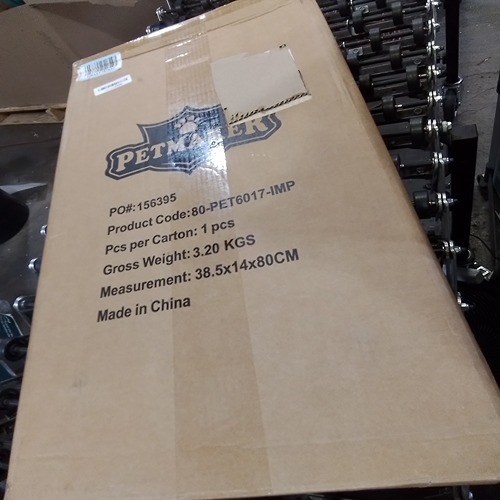 PO#:156395
Product Code:80-PET6017-IMP
Pcs per Carton: 1 pcs
Gross Weight: 3.20 KGS
Measurement: 38.5x14x80CM
Made in China